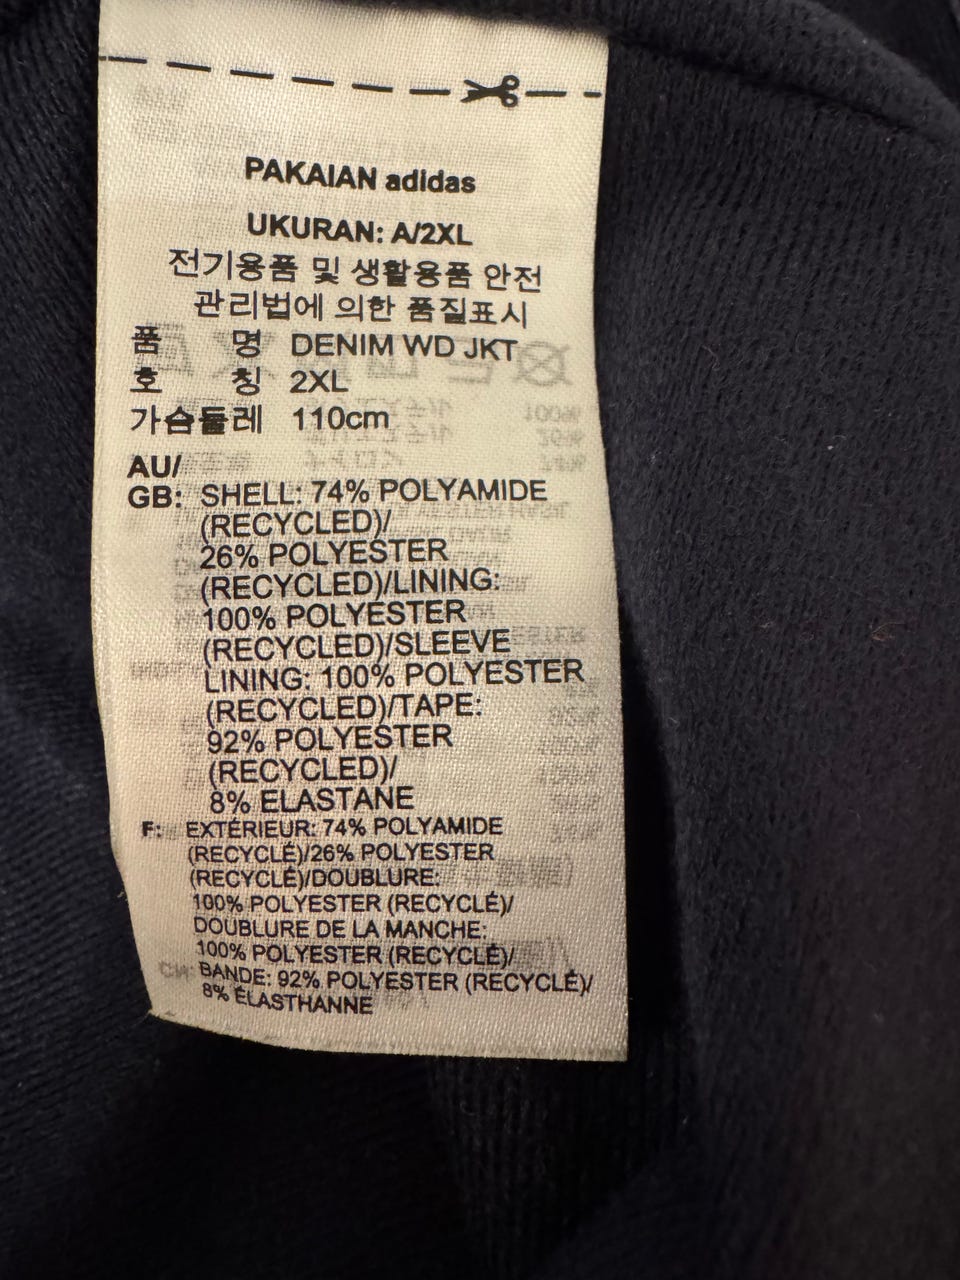 PAKAIAN adidas
UKURAN: A/2XL
전기용품 및 생활용품 안전
관리법에 의한 품질표시
품 명 DENIM WD JKT
호 칭 2XL
가슴둘레 110cm
AU/
GB: SHELL: 74% POLYAMIDE
(RECYCLED)/
26% POLYESTER
(RECYCLED)/LINING:
100% POLYESTER
(RECYCLED)/SLEEVE
LINING: 100% POLYESTER
(RECYCLED)/TAPE:
92% POLYESTER
(RECYCLED)/
8% ELASTANE
F: EXTÉRIEUR: 74% POLYAMIDE
(RECYCLÉ)/26% POLYESTER
(RECYCLÉ)/DOUBLURE:
100% POLYESTER (RECYCLÉ)/
DOUBLURE DE LA MANCHE:
100% POLYESTER (RECYCLÉ)/
BANDE: 92% POLYESTER (RECYCLÉ)/
8% ÉLASTHANNE